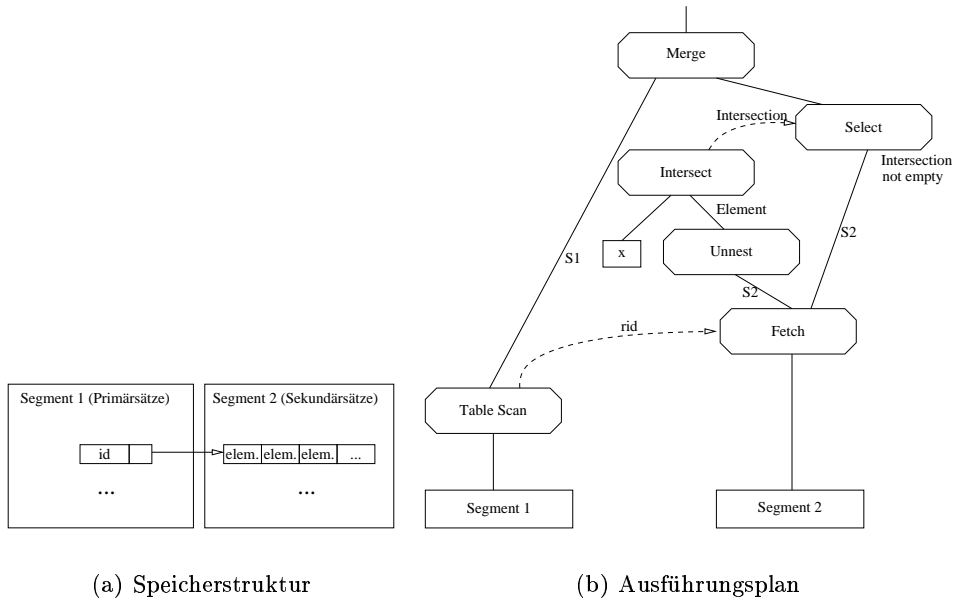 Merge
Intersection
Select
Intersection
not empty
Intersect
Element
x
Unnest
S1
S2
S2
rid
Fetch
Segment 1 (Primärsätze)
Segment 2 (Sekundärsätze)
Table Scan
id
elem. elem. elem. ...
...
...
Segment 1
Segment 2
(a) Speicherstruktur
(b) Ausführungsplan